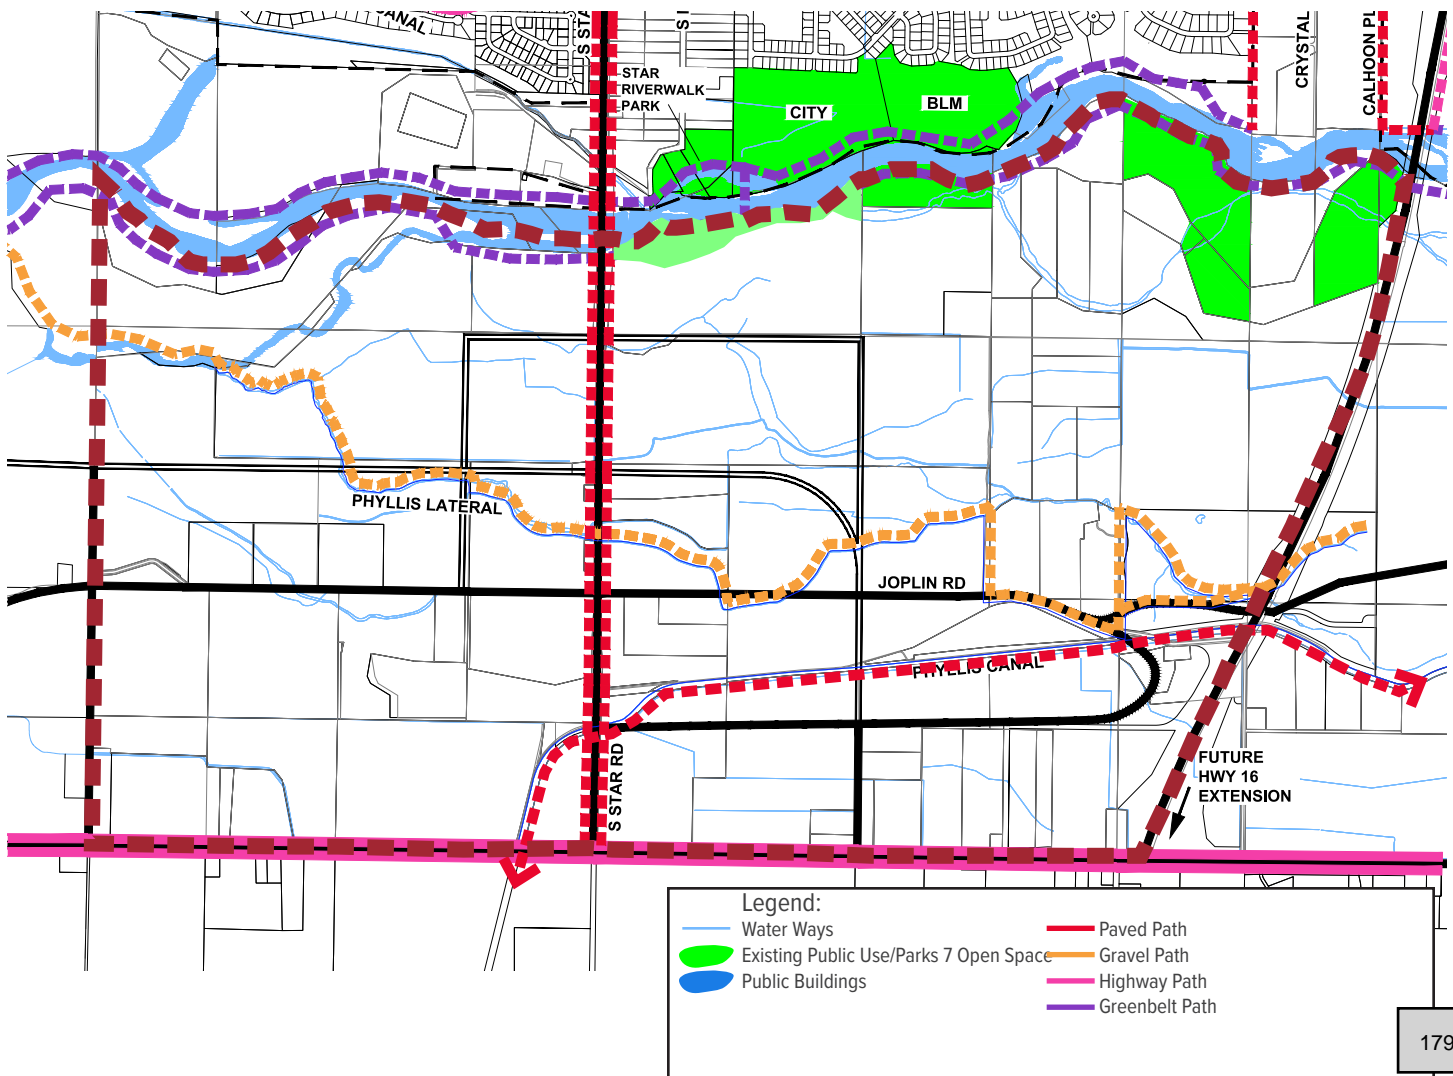 CANAL
S STA
S
CRYSTAL
CALHOON PL
STAR
RIVERWALK
PARK
CITY
BLM
PHYLLIS LATERAL
JOPLIN RD
PHYLLIS CANAL
S STAR RD
FUTURE
HWY 16
EXTENSION
Legend:
Water Ways
Existing Public Use/Parks 7 Open Space
Public Buildings
Paved Path
Gravel Path
Highway Path
Greenbelt Path
179